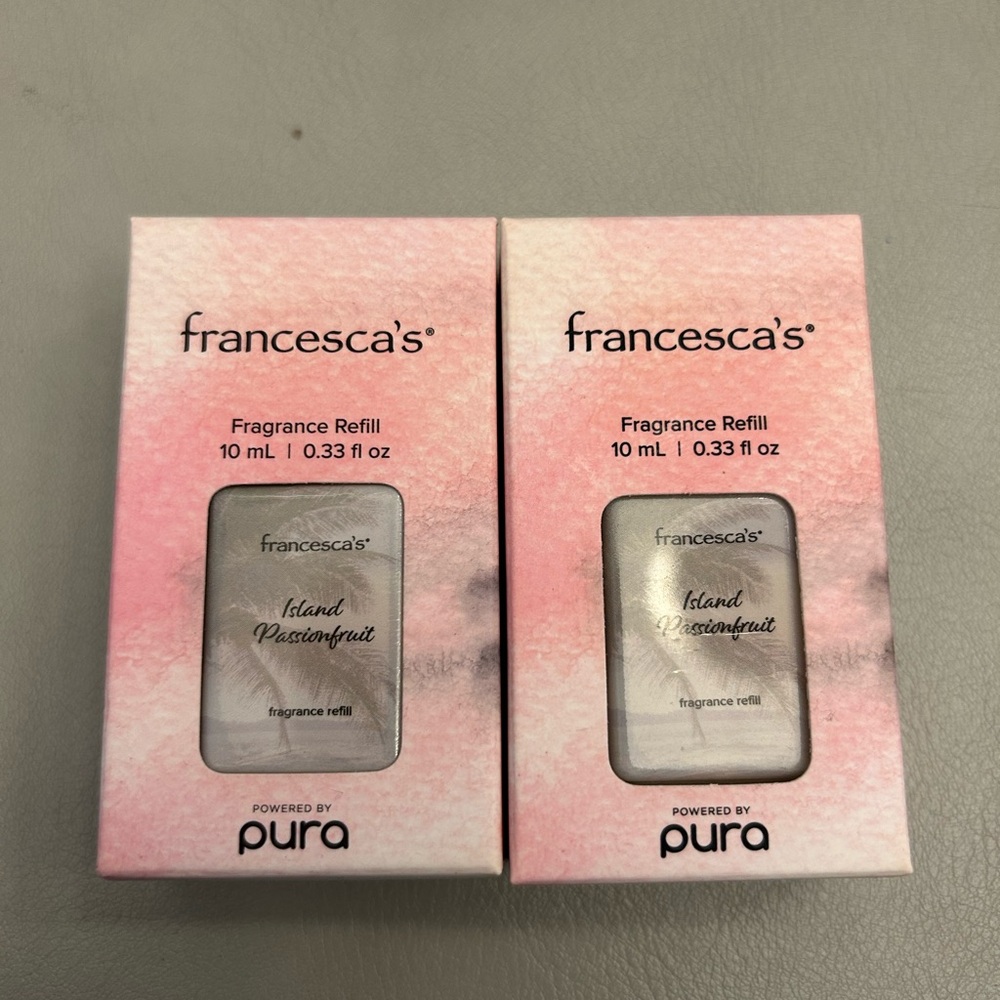 francesca's®
Fragrance Refill
10 mL | 0.33 fl oz
francesca's®
Island
Passionfruit
fragrance refill
POWERED BY
pura
francesca's®
Fragrance Refill
10 mL | 0.33 fl oz
francesca's®
Island
Passionfruit
fragrance refill
POWERED BY
pura